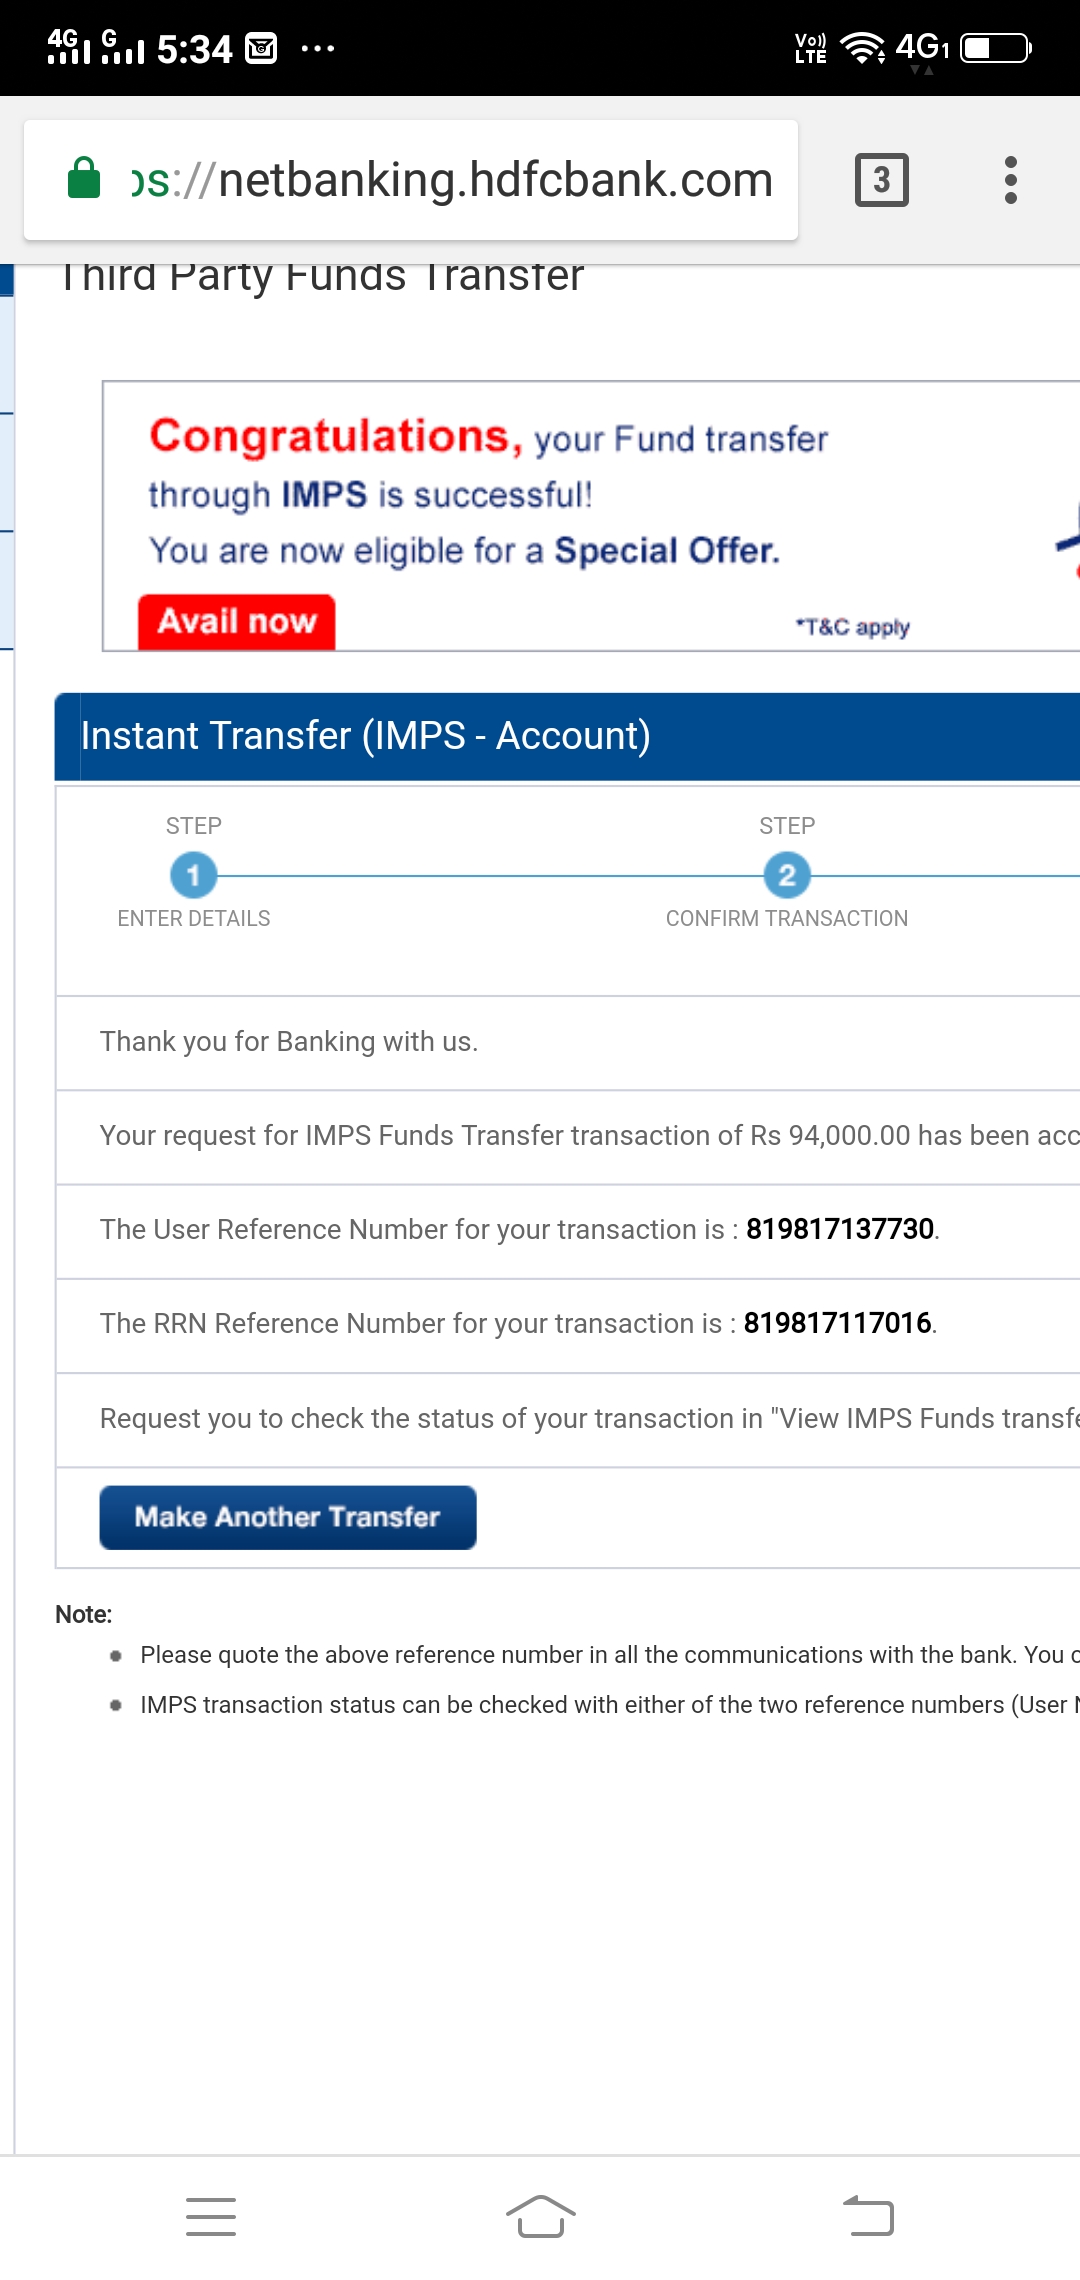 4G G 5:34 ... Vo)) LTE 4G1
ps://netbanking.hdfcbank.com 3
Third Party Funds Transfer
Congratulations, your Fund transfer
through IMPS is successful!
You are now eligible for a Special Offer.
Avail now *T&C apply
Instant Transfer (IMPS - Account)
STEP STEP
1 2
ENTER DETAILS CONFIRM TRANSACTION
Thank you for Banking with us.
Your request for IMPS Funds Transfer transaction of Rs 94,000.00 has been acc
The User Reference Number for your transaction is : 819817137730.
The RRN Reference Number for your transaction is : 819817117016.
Request you to check the status of your transaction in "View IMPS Funds transfe
Make Another Transfer
Note:
Please quote the above reference number in all the communications with the bank. You c
IMPS transaction status can be checked with either of the two reference numbers (User